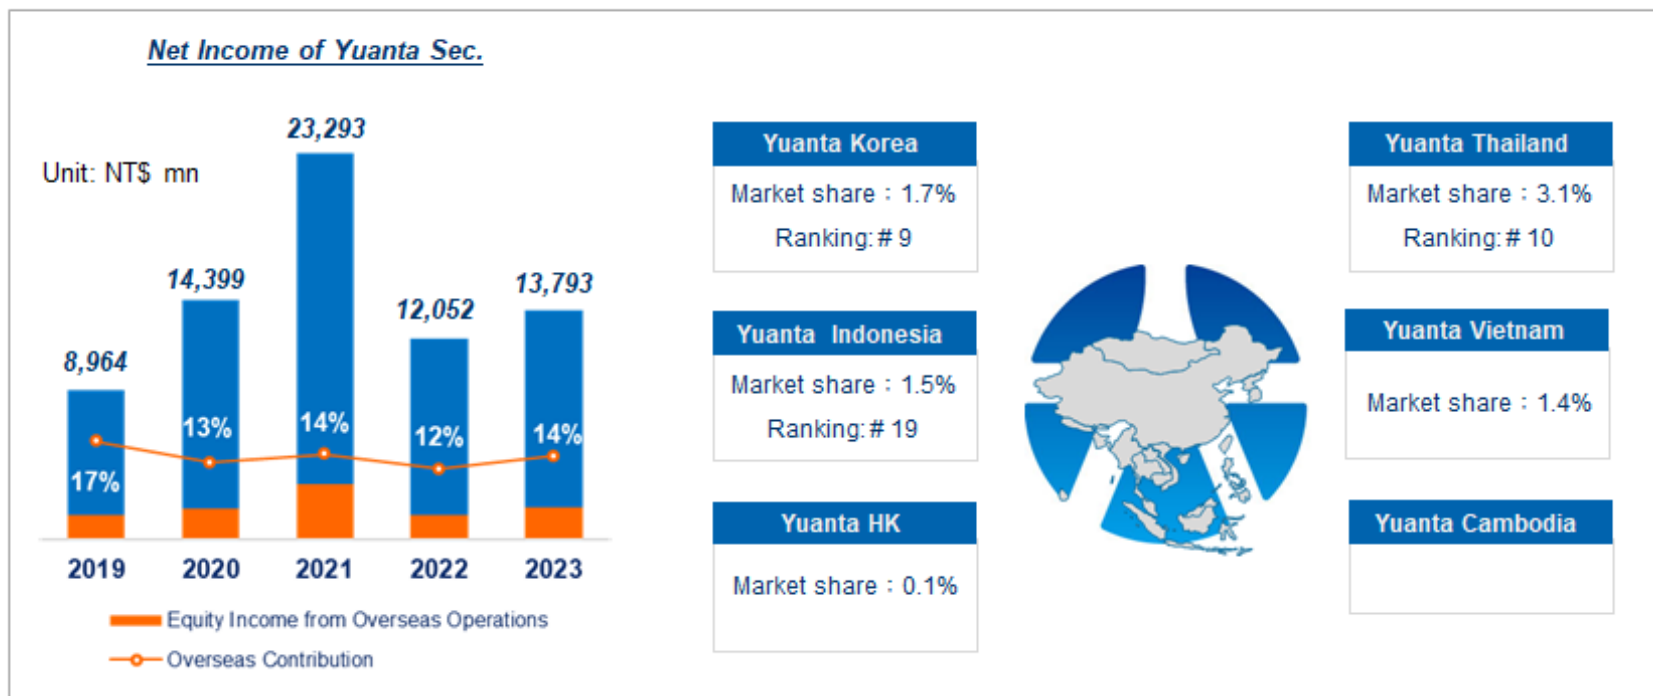 Net Income of Yuanta Sec.
Unit: NT$ mn
8,964
14,399
23,293
12,052
13,793
17%
13%
14%
12%
14%
2019
2020
2021
2022
2023
Equity Income from Overseas Operations
Overseas Contribution
Yuanta Korea
Market share：1.7%
Ranking: # 9
Yuanta Indonesia
Market share：1.5%
Ranking: # 19
Yuanta HK
Market share：0.1%
Yuanta Thailand
Market share：3.1%
Ranking: # 10
Yuanta Vietnam
Market share：1.4%
Yuanta Cambodia